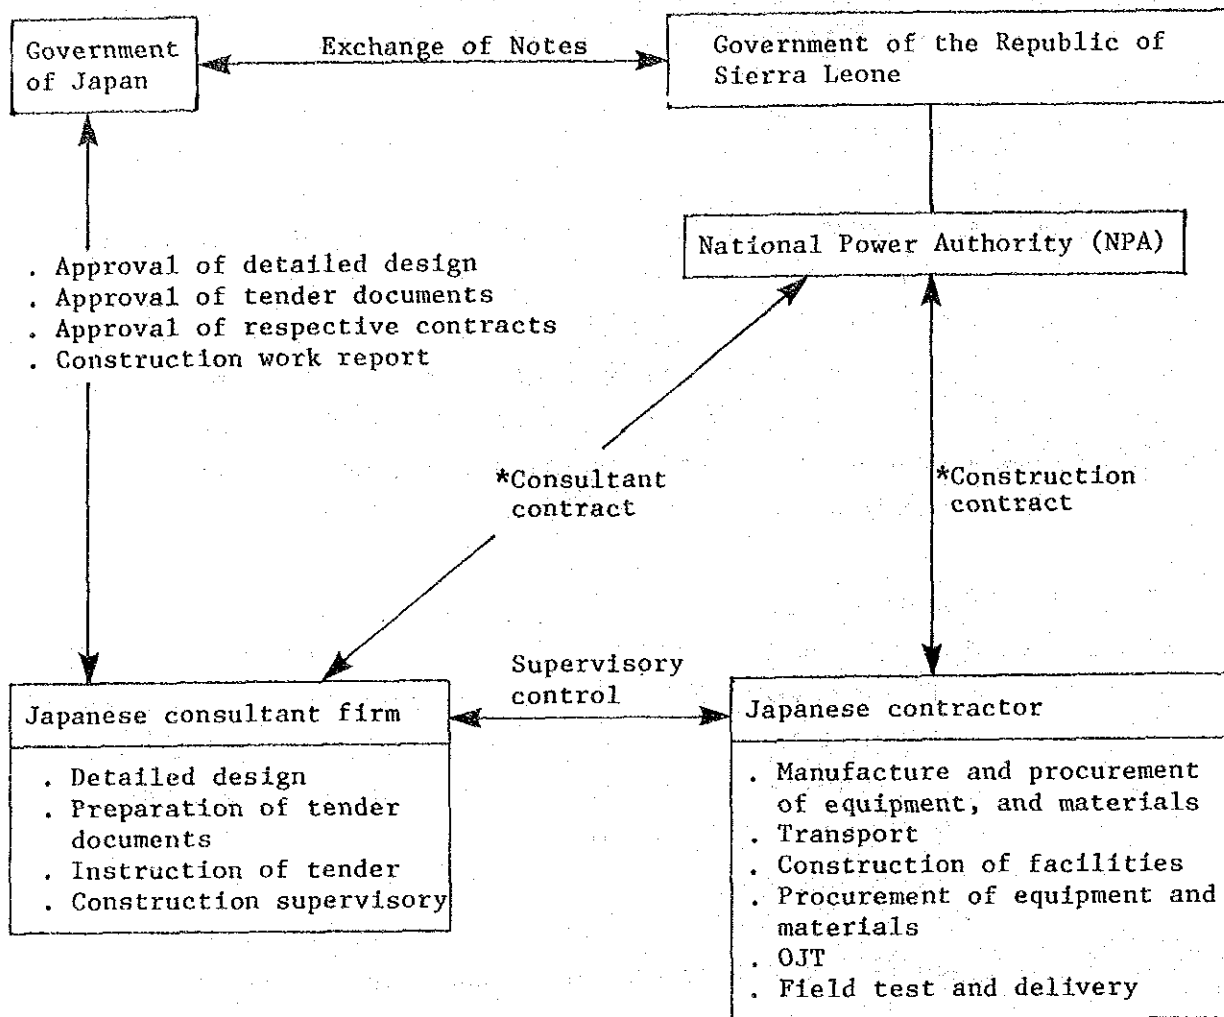 Government
of Japan
Exchange of Notes
Government of the Republic of
Sierra Leone
National Power Authority (NPA)
. Approval of detailed design
. Approval of tender documents
. Approval of respective contracts
. Construction work report
*Consultant
contract
*Construction
contract
Supervisory
control
Japanese consultant firm
. Detailed design
. Preparation of tender
documents
. Instruction of tender
. Construction supervisory
Japanese contractor
. Manufacture and procurement
of equipment, and materials
. Transport
. Construction of facilities
. Procurement of equipment and
materials
. OJT
. Field test and delivery